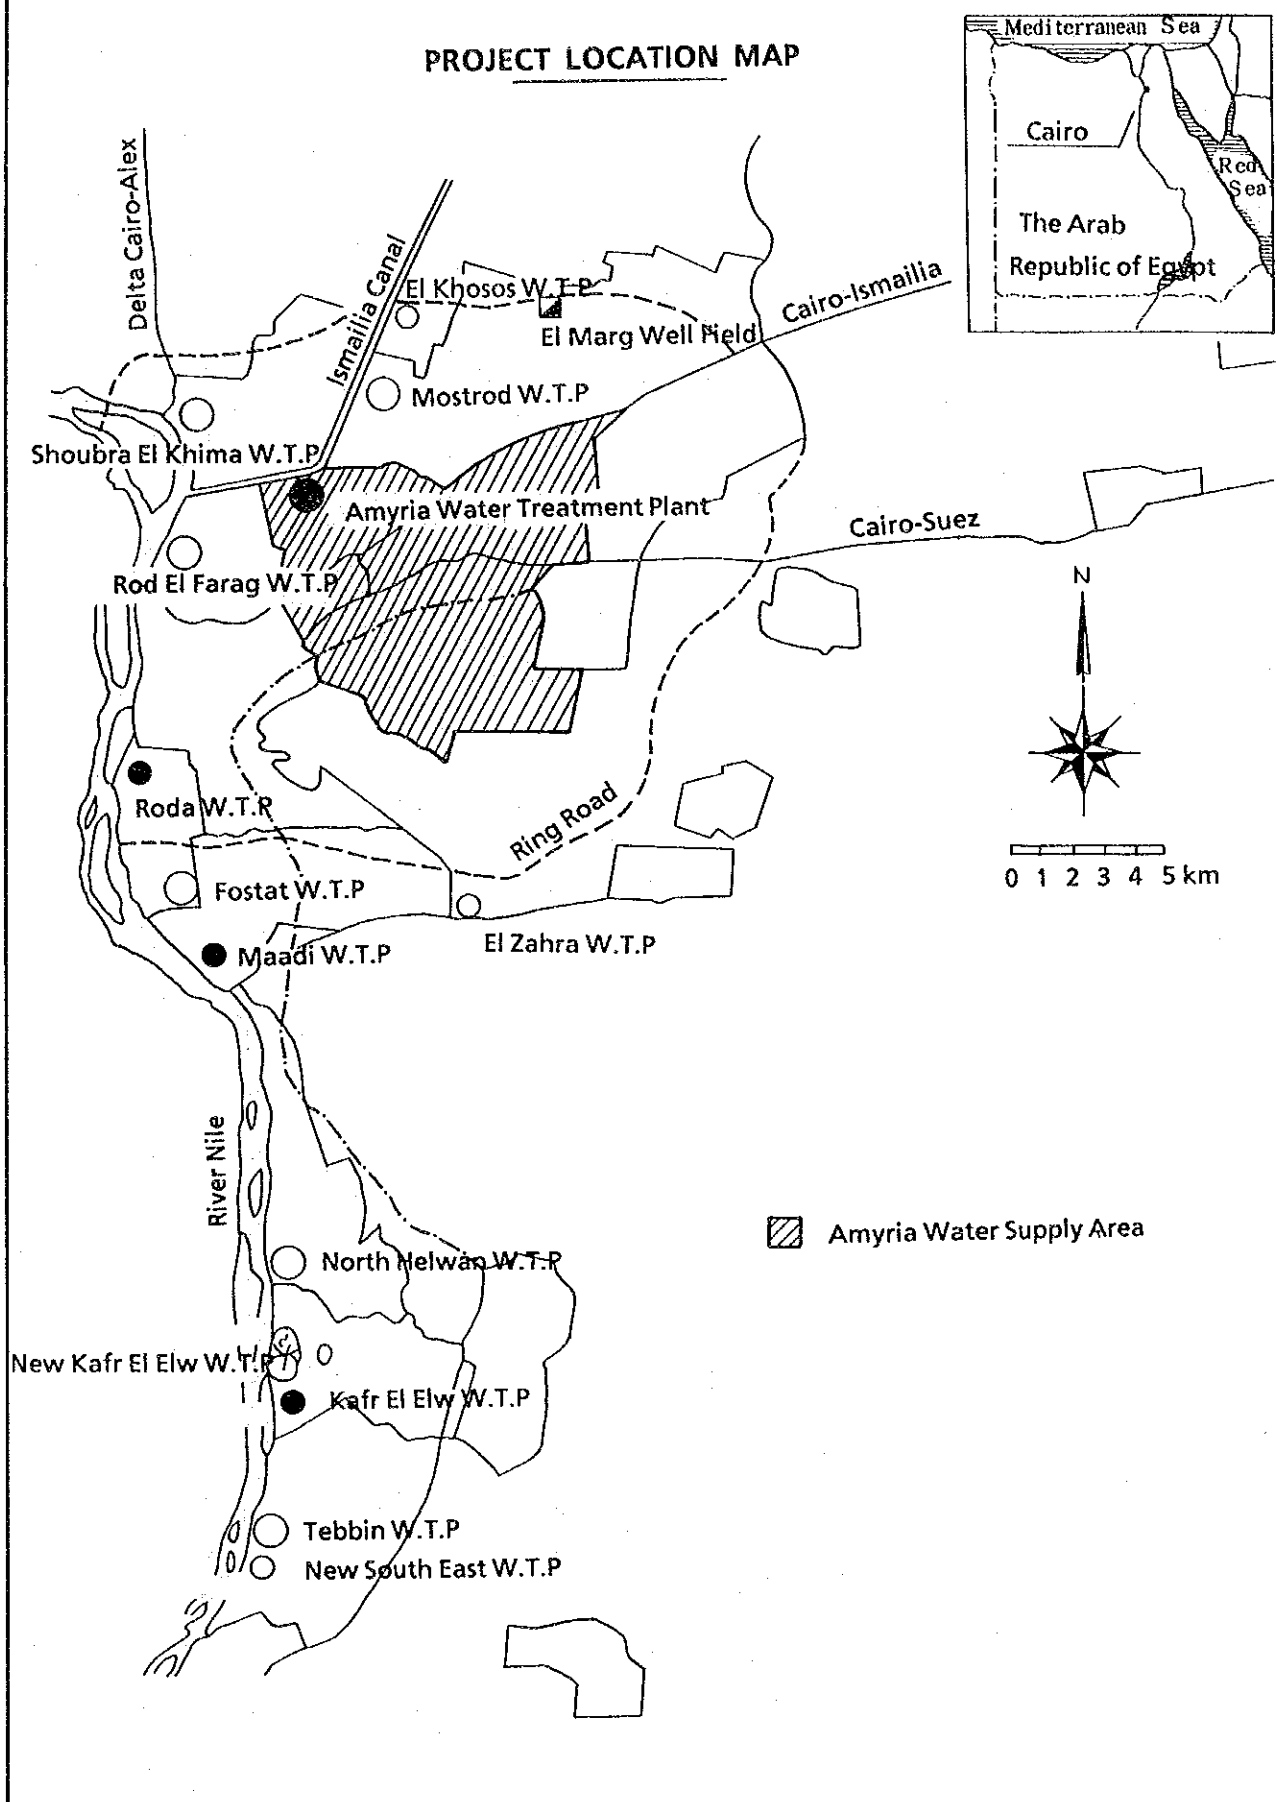 PROJECT LOCATION MAP
Mediterranean Sea
Cairo
Red
Sea
The Arab
Republic of Egypt
Delta Cairo-Alex
Ismailia Canal
El Khosos W.T.P
El Marg Well Field
Cairo-Ismailia
Mostrod W.T.P
Shoubra El Khima W.T.P
Amyria Water Treatment Plant
Cairo-Suez
Rod El Farag W.T.P
N
Roda W.T.P
Ring Road
Fostat W.T.P
0 1 2 3 4 5 km
Maadi W.T.P
El Zahra W.T.P
River Nile
Amyria Water Supply Area
North Helwan W.T.P
New Kafr El Elw W.T.P
Kafr El Elw W.T.P
Tebbin W.T.P
New South East W.T.P